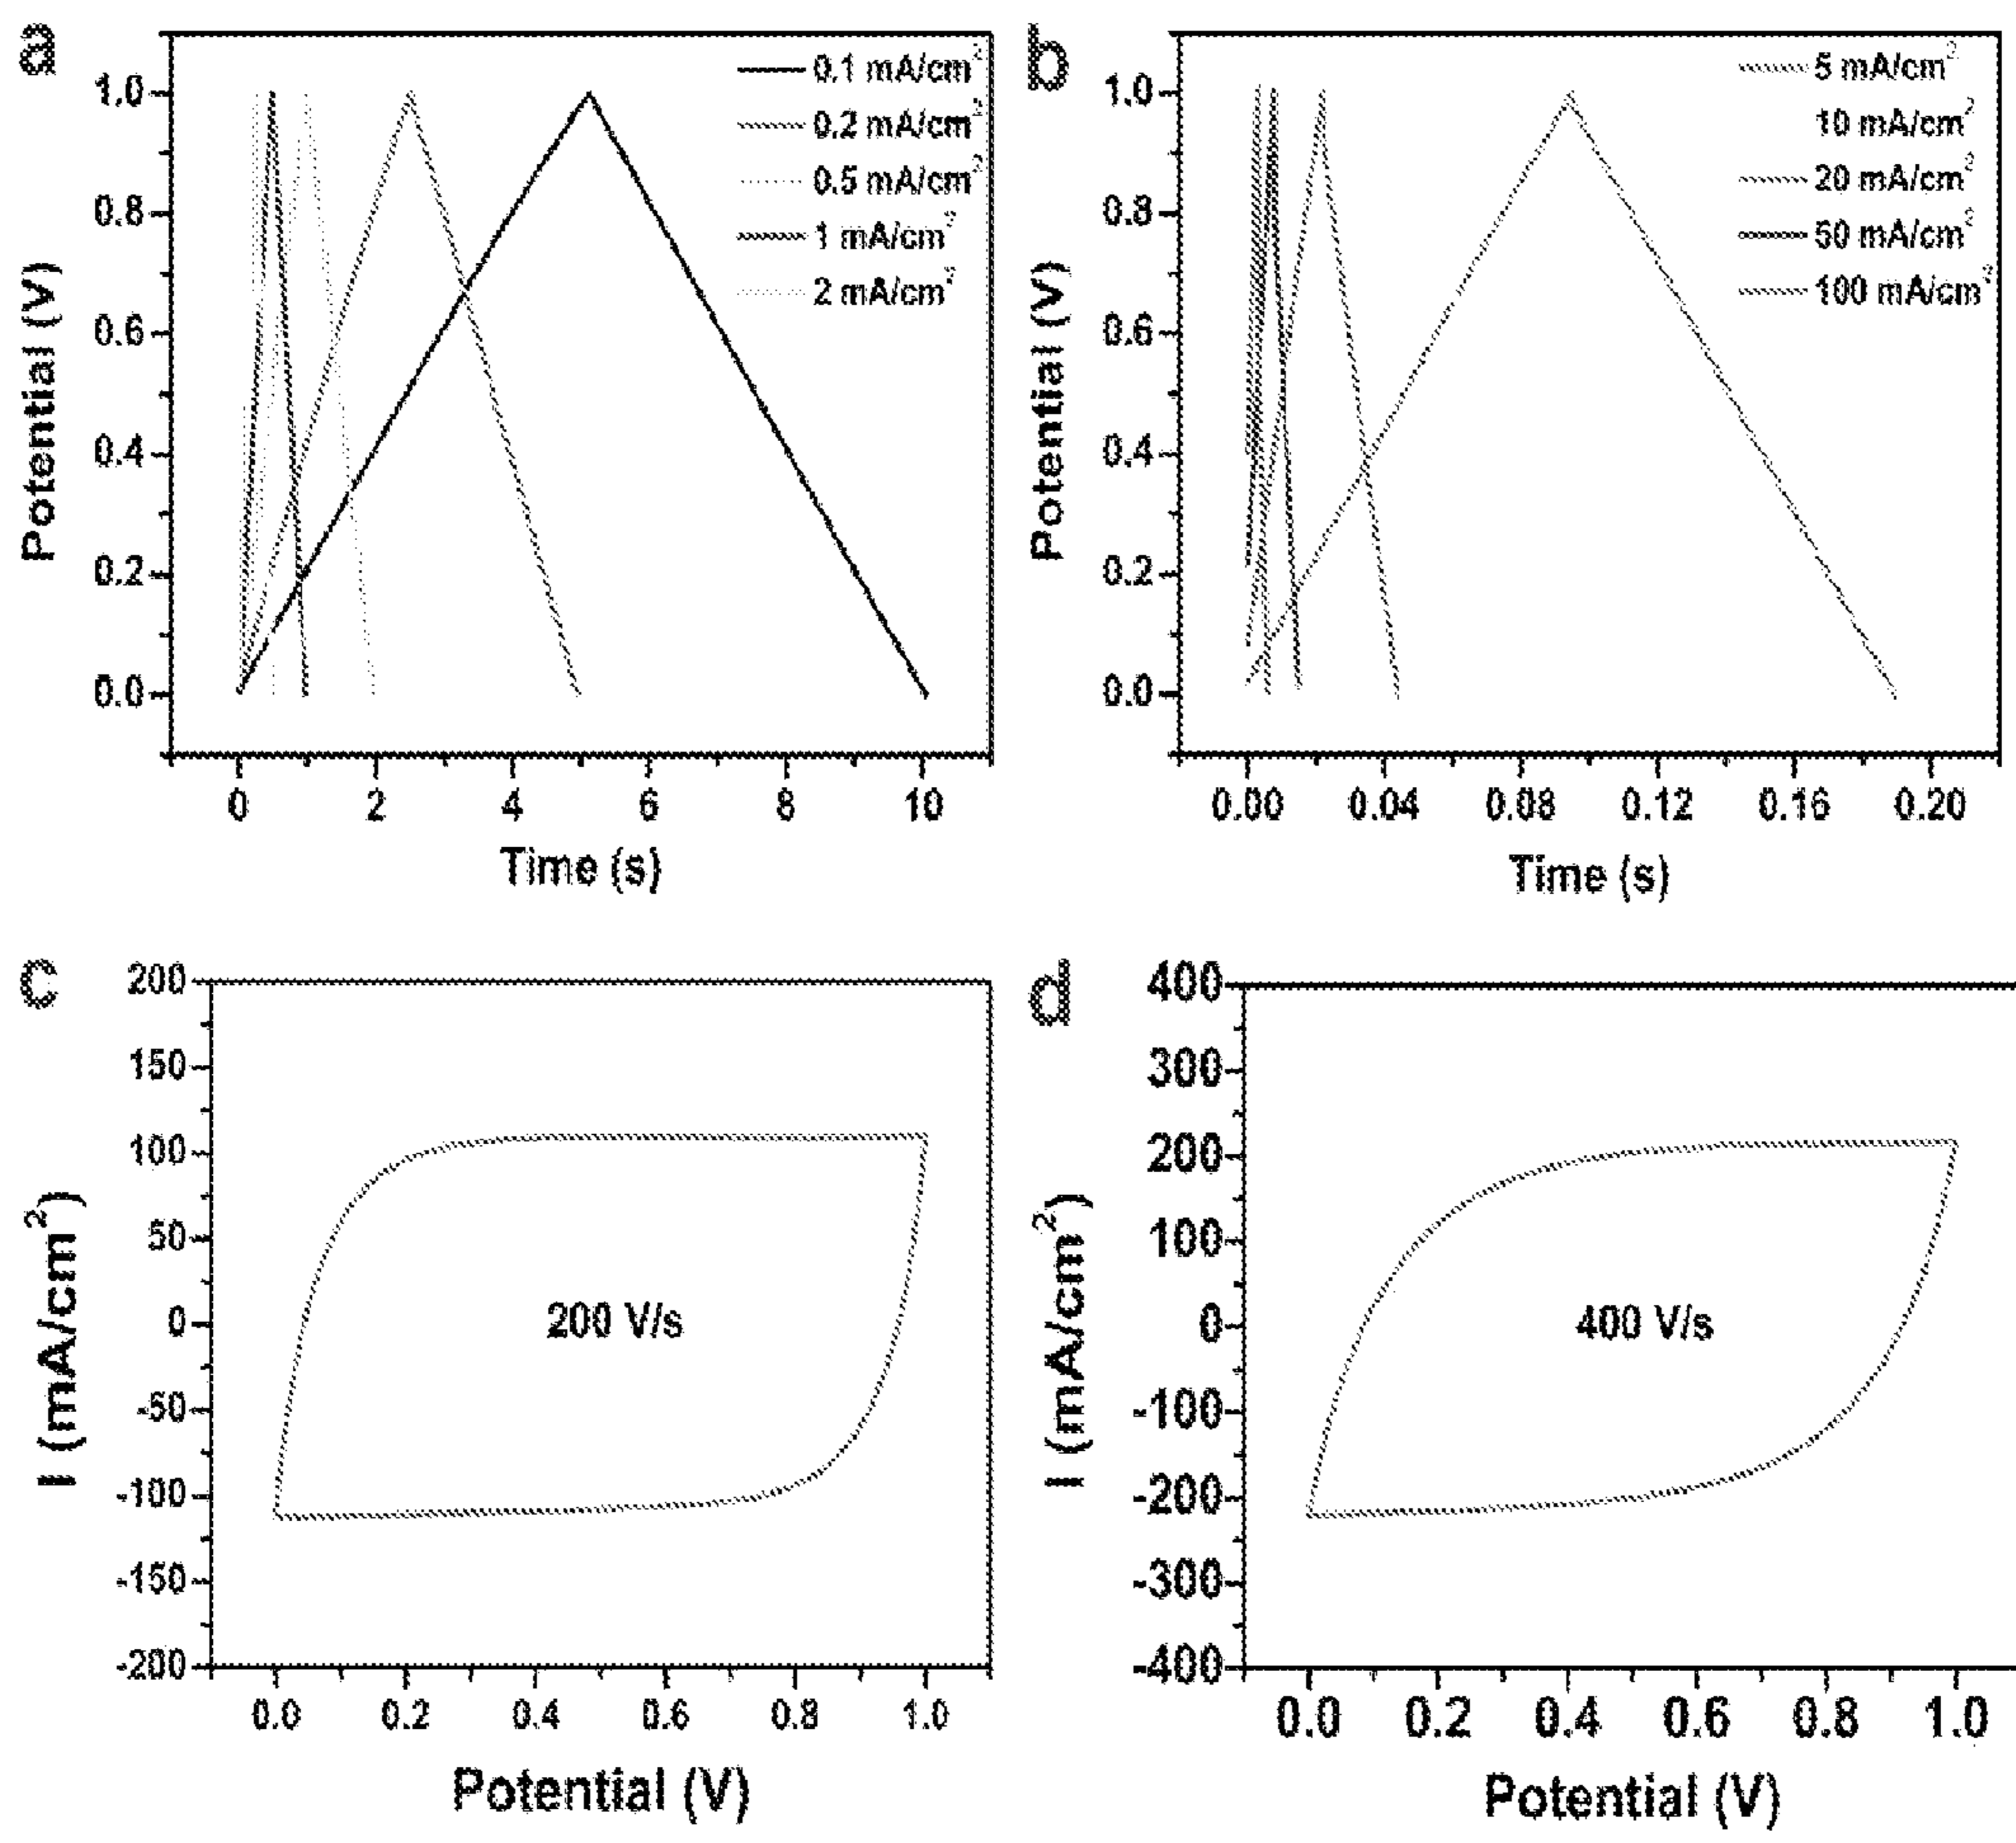 a
0.1 mA/cm²
0.2 mA/cm²
0.5 mA/cm²
1 mA/cm²
2 mA/cm²
1.0
0.8
0.6
0.4
0.2
0.0
Potential (V)
0 2 4 6 8 10
Time (s)
b
5 mA/cm²
10 mA/cm²
20 mA/cm²
50 mA/cm²
100 mA/cm²
1.0
0.8
0.6
0.4
0.2
0.0
Potential (V)
0.00 0.04 0.08 0.12 0.16 0.20
Time (s)
c
200
150
100
50
0
-50
-100
-150
-200
I (mA/cm²)
200 V/s
0.0 0.2 0.4 0.6 0.8 1.0
Potential (V)
d
400
300
200
100
0
-100
-200
-300
-400
I (mA/cm²)
400 V/s
0.0 0.2 0.4 0.6 0.8 1.0
Potential (V)